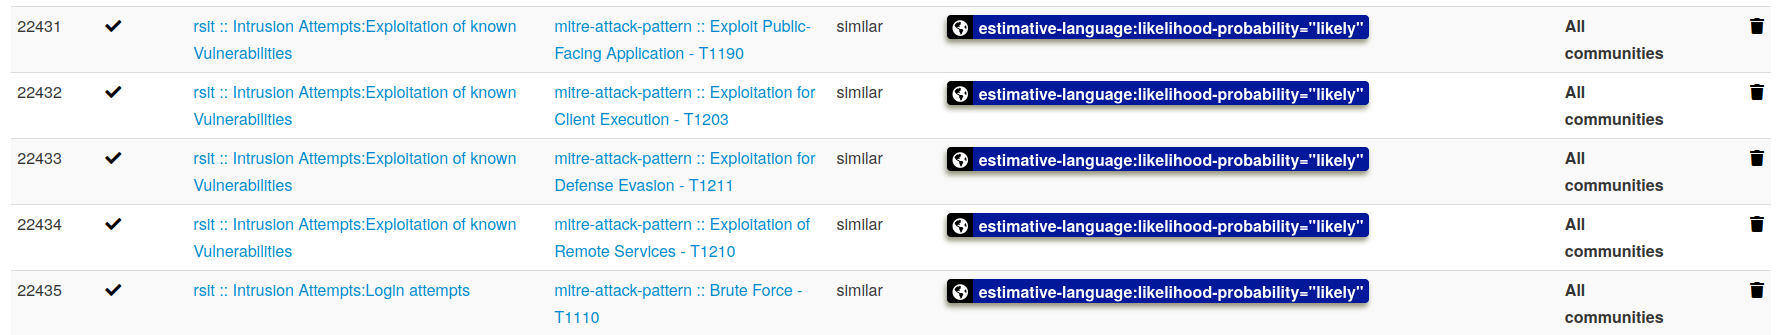 22431 rsit :: Intrusion Attempts:Exploitation of known mitre-attack-pattern :: Exploit Public- similar estimative-language:likelihood-probability="likely" All
Vulnerabilities Facing Application - T1190 communities
22432 rsit :: Intrusion Attempts:Exploitation of known mitre-attack-pattern :: Exploitation for similar estimative-language:likelihood-probability="likely" All
Vulnerabilities Client Execution - T1203 communities
22433 rsit :: Intrusion Attempts:Exploitation of known mitre-attack-pattern :: Exploitation for similar estimative-language:likelihood-probability="likely" All
Vulnerabilities Defense Evasion - T1211 communities
22434 rsit :: Intrusion Attempts:Exploitation of known mitre-attack-pattern :: Exploitation of similar estimative-language:likelihood-probability="likely" All
Vulnerabilities Remote Services - T1210 communities
22435 rsit :: Intrusion Attempts:Login attempts mitre-attack-pattern :: Brute Force - similar estimative-language:likelihood-probability="likely" All
T1110 communities